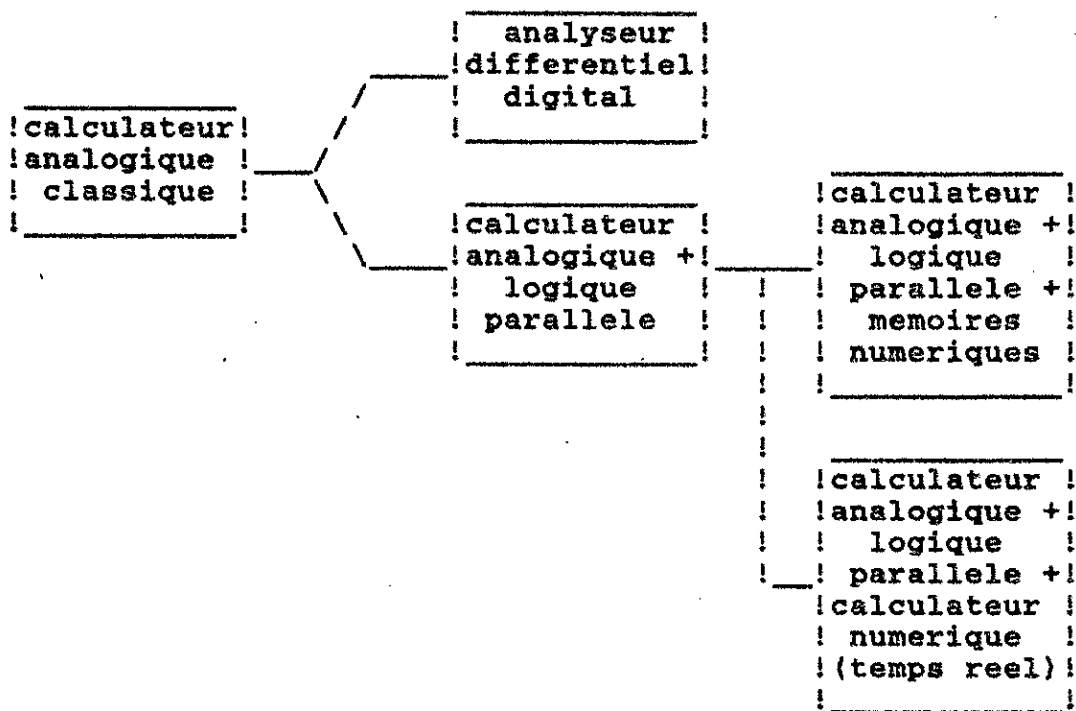 analyseur
differentiel
digital
calculateur
analogique
classique
calculateur
analogique +
logique
parallele
calculateur
analogique +
logique
parallele +
memoires
numeriques
calculateur
analogique +
logique
parallele +
calculateur
numerique
(temps reel)